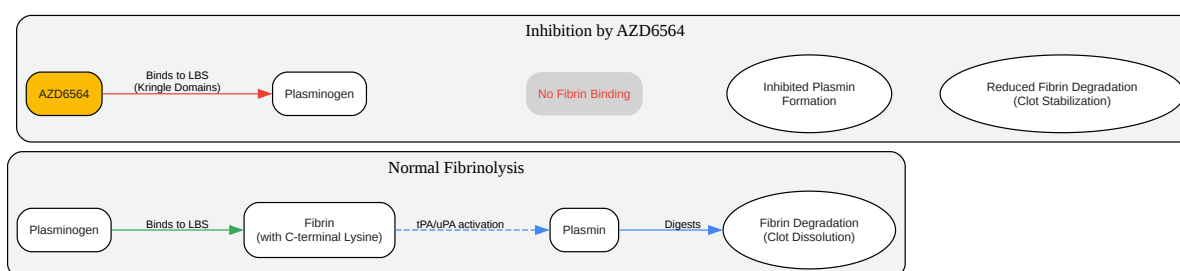 Inhibition by AZD6564
AZD6564
Binds to LBS
(Kringle Domains)
Plasminogen
No Fibrin Binding
Inhibited Plasmin
Formation
Reduced Fibrin Degradation
(Clot Stabilization)
Normal Fibrinolysis
Plasminogen
Binds to LBS
Fibrin
(with C-terminal Lysine)
tPA/uPA activation
Plasmin
Digests
Fibrin Degradation
(Clot Dissolution)